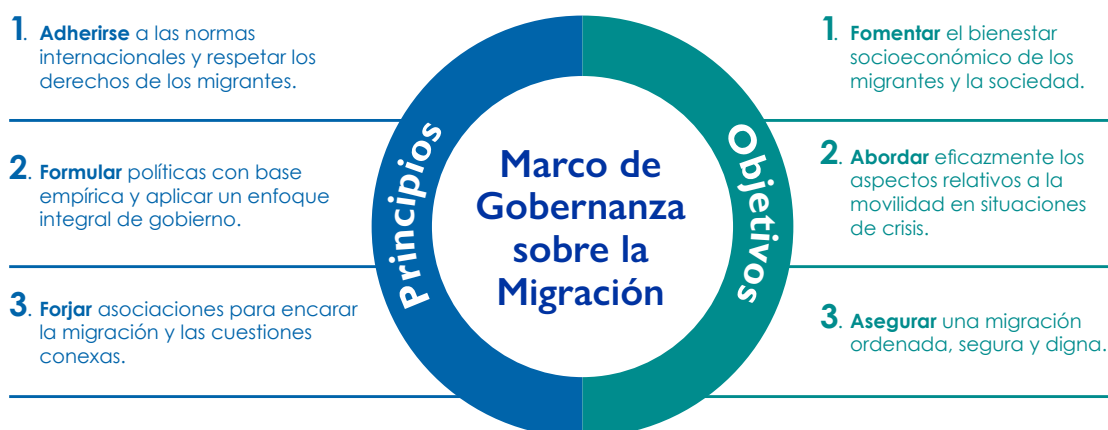 1. Adherirse a las normas
internacionales y respetar los
derechos de los migrantes.
2. Formular políticas con base
empírica y aplicar un enfoque
integral de gobierno.
3. Forjar asociaciones para encarar
la migración y las cuestiones
conexas.
Principios
Marco de
Gobernanza
sobre la
Migración
Objetivos
1. Fomentar el bienestar
socioeconómico de los
migrantes y la sociedad.
2. Abordar eficazmente los
aspectos relativos a la
movilidad en situaciones
de crisis.
3. Asegurar una migración
ordenada, segura y digna.